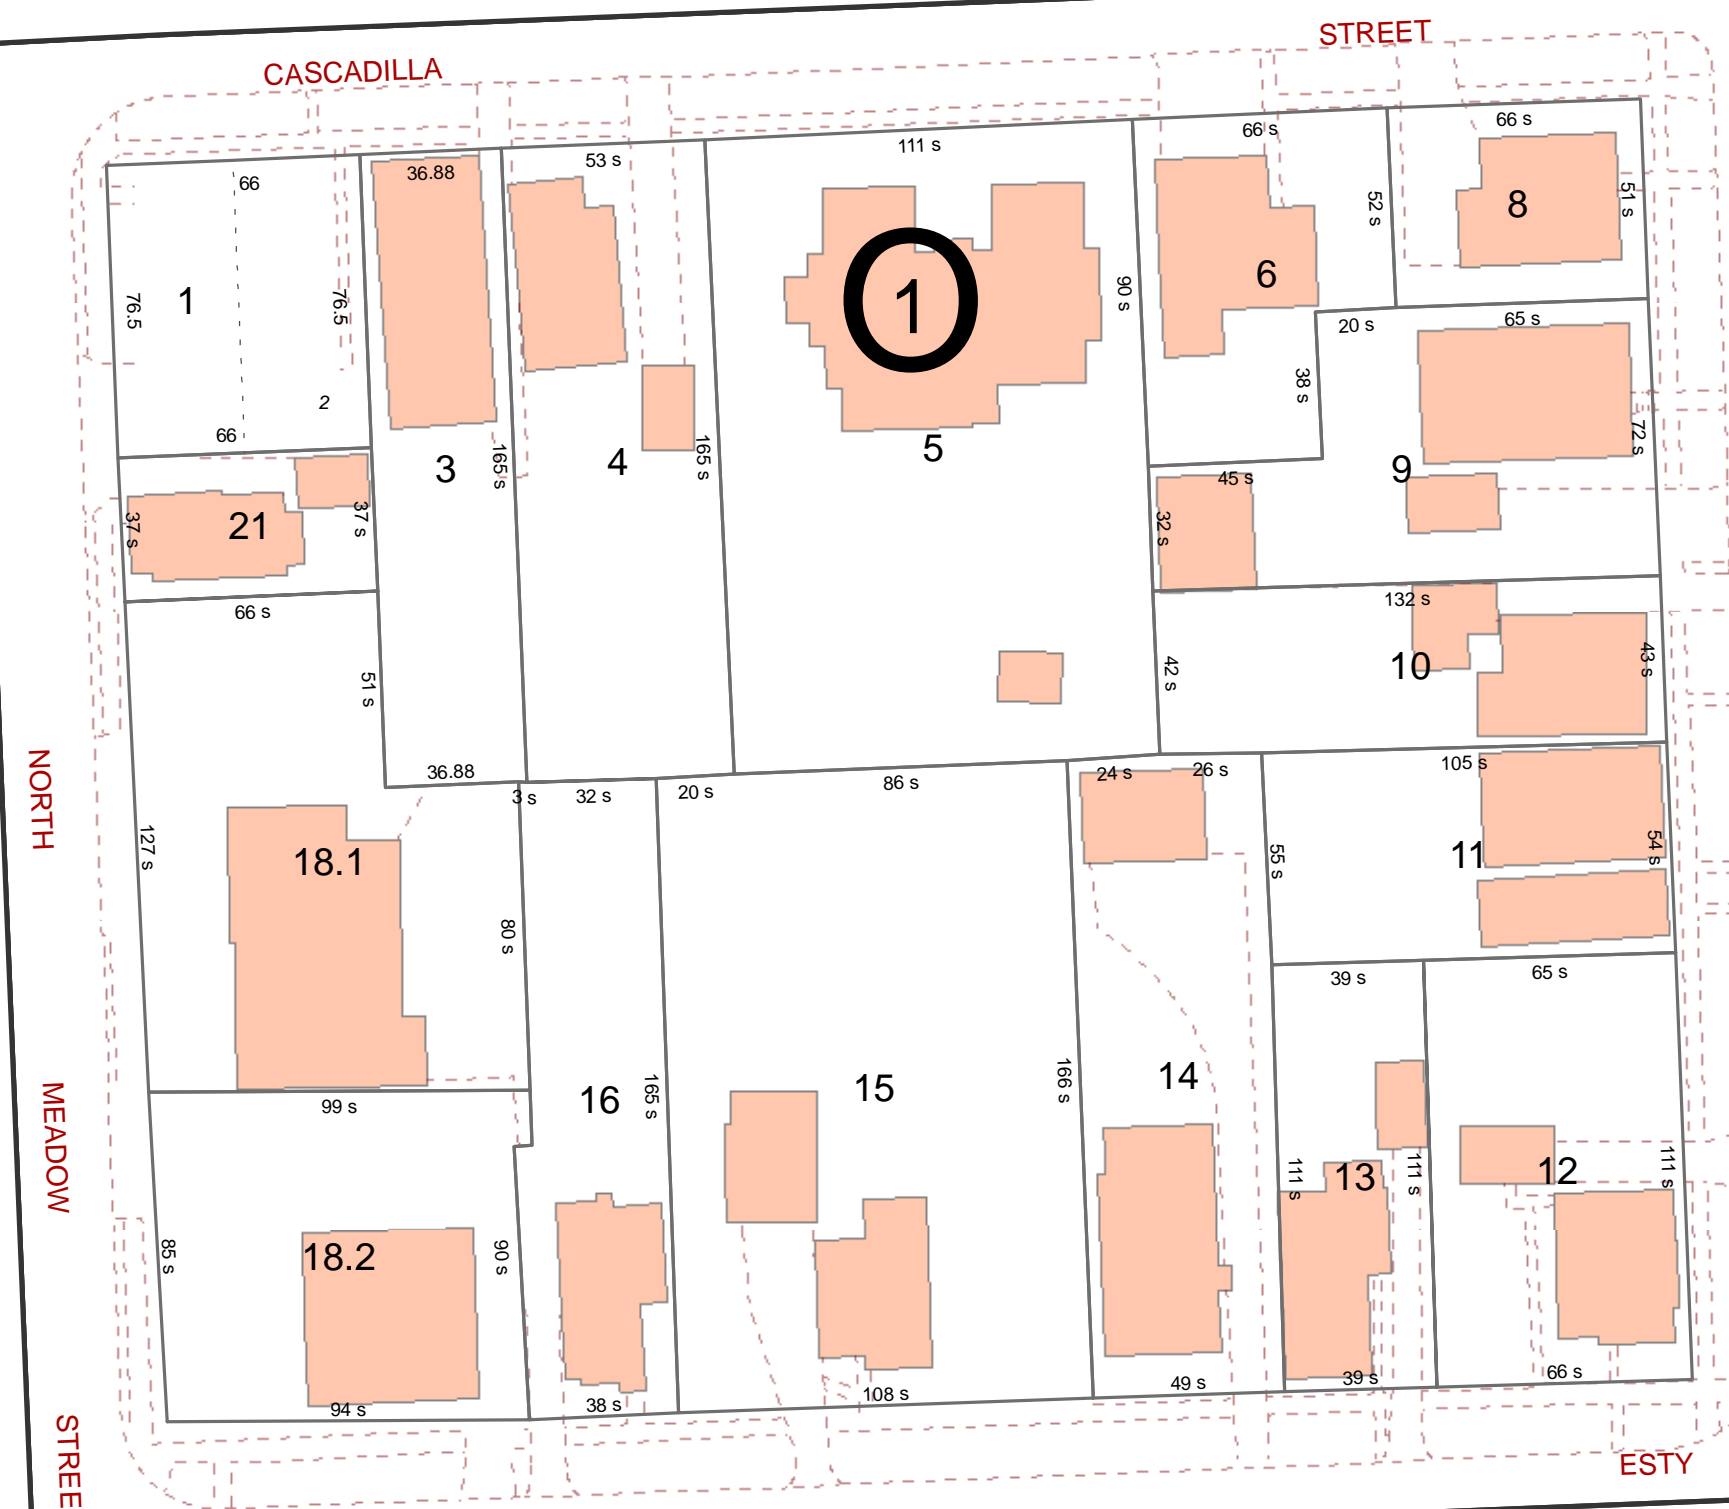 CASCADILLA
STREET
66
36.88
53 s
111 s
66 s
66 s
76.5
1
76.5
2
66
52 s
51 s
8
6
90 s
1
5
20 s
65 s
38 s
72 s
9
3
165 s
4
165 s
45 s
32 s
37 s
21
37 s
66 s
51 s
132 s
10
42 s
43 s
36.88
3 s
32 s
20 s
86 s
24 s
26 s
105 s
NORTH
127 s
18.1
80 s
55 s
11
54 s
39 s
65 s
99 s
16
165 s
15
166 s
14
MEADOW
111 s
13
111 s
12
111 s
85 s
18.2
90 s
94 s
38 s
108 s
49 s
39 s
66 s
STREE
ESTY